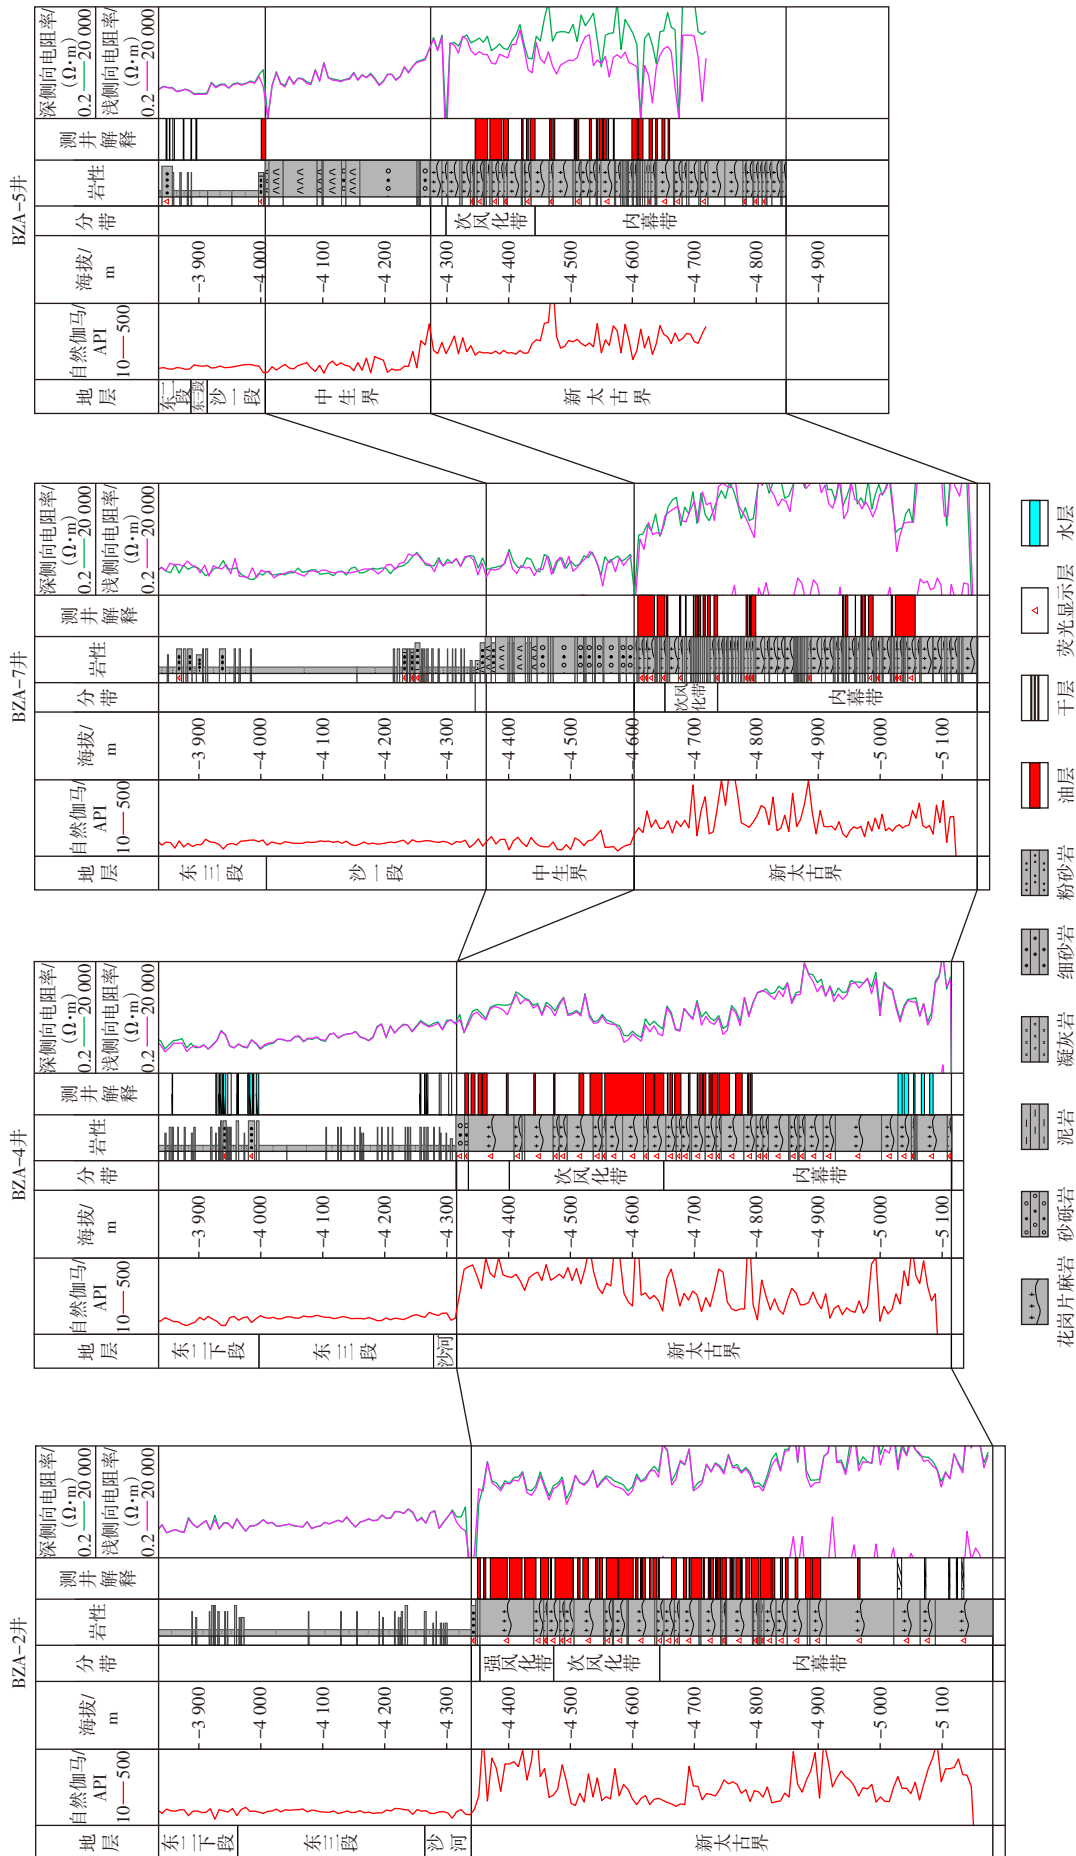 BZA-2井
地层
自然伽马/
API
10 500
海拔/
m
分带
岩性
测井解释
深侧向电阻率/
(Ω·m)
0.2 20 000
浅侧向电阻率/
(Ω·m)
0.2 20 000
东二下段
东三段
沙河
新太古界
−3 900
−4 000
−4 100
−4 200
−4 300
−4 400
−4 500
−4 600
−4 700
−4 800
−4 900
−5 000
−5 100
强风化带
次风化带
内幕带
BZA-4井
地层
自然伽马/
API
10 500
海拔/
m
分带
岩性
测井解释
深侧向电阻率/
(Ω·m)
0.2 20 000
浅侧向电阻率/
(Ω·m)
0.2 20 000
东二下段
东三段
沙河
新太古界
−3 900
−4 000
−4 100
−4 200
−4 300
−4 400
−4 500
−4 600
−4 700
−4 800
−4 900
−5 000
−5 100
次风化带
内幕带
BZA-7井
地层
自然伽马/
API
10 500
海拔/
m
分带
岩性
测井解释
深侧向电阻率/
(Ω·m)
0.2 20 000
浅侧向电阻率/
(Ω·m)
0.2 20 000
东三段
沙一段
中生界
新太古界
−3 900
−4 000
−4 100
−4 200
−4 300
−4 400
−4 500
−4 600
−4 700
−4 800
−4 900
−5 000
−5 100
次风化带
内幕带
BZA-5井
地层
自然伽马/
API
10 500
海拔/
m
分带
岩性
测井解释
深侧向电阻率/
(Ω·m)
0.2 20 000
浅侧向电阻率/
(Ω·m)
0.2 20 000
东二段
东三段
沙一段
中生界
新太古界
−3 900
−4 000
−4 100
−4 200
−4 300
−4 400
−4 500
−4 600
−4 700
−4 800
−4 900
次风化带
内幕带
花岗片麻岩 砂砾岩 泥岩 凝灰岩 细砂岩 粉砂岩 油层 干层 荧光显示层 水层